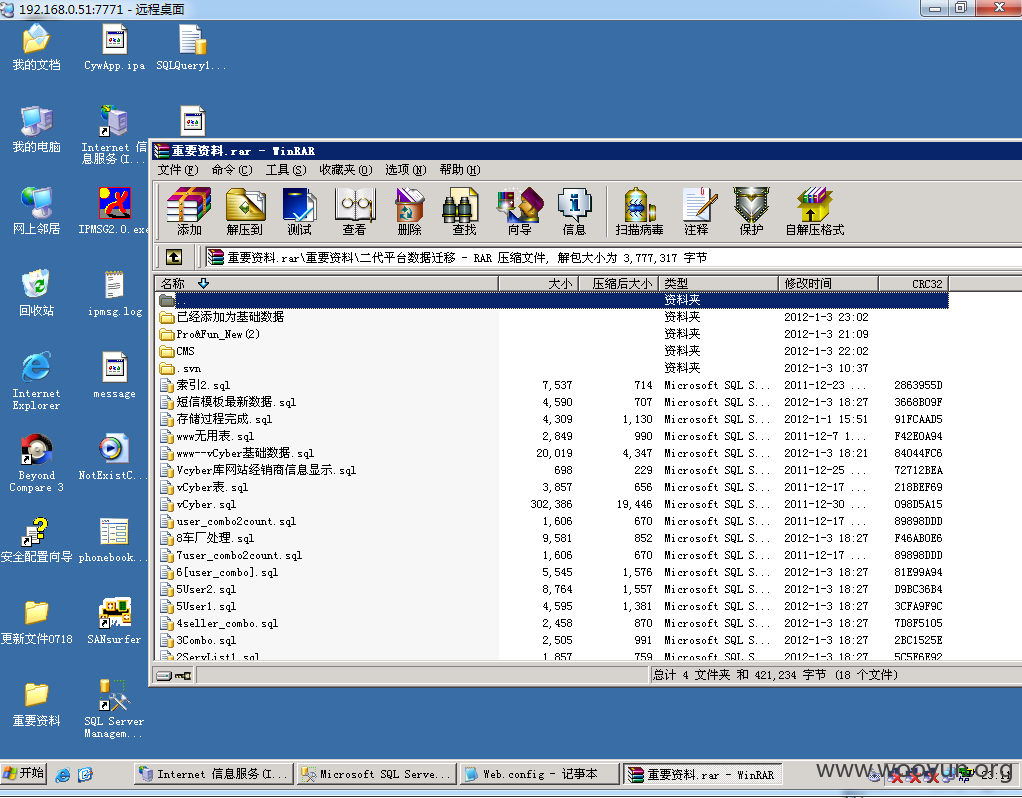 192.168.0.51:7771 - 远程桌面
我的文档
CywApp.ipa
SQLQuery1...
我的电脑
Internet 信
息服务(I...
网上邻居
IPMSG2.0.exe
回收站
ipmsg.log
Internet
Explorer
message
Beyond
Compare 3
NotExistC...
安全配置向导
phonebook...
更新文件0718
SANsurfer
重要资料
SQL Server
Managem...
重要资料.rar - WinRAR
文件(F) 命令(C) 工具(S) 收藏夹(O) 选项(N) 帮助(H)
添加 解压到 测试 查看 删除 查找 向导 信息 扫描病毒 注释 保护 自解压格式
重要资料.rar\重要资料\二代平台数据迁移 - RAR 压缩文件, 解包大小为 3,777,317 字节
名称 大小 压缩后大小 类型 修改时间 CRC32
.. 资料夹
已经添加为基础数据 资料夹 2012-1-3 23:02
Pro&Fun_New(2) 资料夹 2012-1-3 21:09
CMS 资料夹 2012-1-3 22:02
.svn 资料夹 2012-1-3 10:37
索引2.sql 7,537 714 Microsoft SQL S... 2011-12-23 ... 2863955D
短信模板最新数据.sql 4,590 707 Microsoft SQL S... 2012-1-3 18:27 3668B09F
存储过程完成.sql 4,309 1,130 Microsoft SQL S... 2012-1-1 15:51 91FCAAD5
www无用表.sql 2,849 990 Microsoft SQL S... 2011-12-7 1... F42E0A94
www--vCyber基础数据.sql 20,019 4,347 Microsoft SQL S... 2012-1-3 18:21 84044FC6
Vcyber库网站经销商信息显示.sql 698 229 Microsoft SQL S... 2011-12-25 ... 72712BEA
vCyber表.sql 3,857 656 Microsoft SQL S... 2011-12-17 ... 218BEF69
vCyber.sql 302,386 19,446 Microsoft SQL S... 2011-12-30 ... 098D5A15
user_combo2count.sql 1,606 670 Microsoft SQL S... 2011-12-17 ... 89898DDD
8车厂处理.sql 9,581 852 Microsoft SQL S... 2012-1-3 18:27 F46AB0E6
7user_combo2count.sql 1,606 670 Microsoft SQL S... 2011-12-17 ... 89898DDD
6[user_combo].sql 5,545 1,576 Microsoft SQL S... 2012-1-3 18:27 81E99A94
5User2.sql 8,764 1,557 Microsoft SQL S... 2012-1-3 18:27 D9BC36B4
5User1.sql 4,595 1,381 Microsoft SQL S... 2012-1-3 18:27 3CFA9F9C
4seller_combo.sql 2,458 870 Microsoft SQL S... 2012-1-3 18:27 7D8F5105
3Combo.sql 2,505 991 Microsoft SQL S... 2012-1-3 18:27 2BC1525E
2ServList1.sql 1,857 759 Microsoft SQL S... 2012-1-3 18:27 5C5F6E92
总计 4 文件夹 和 421,234 字节 (18 个文件)
开始
Internet 信息服务(I...
Microsoft SQL Serve...
Web.config - 记事本
重要资料.rar - WinRAR
www.wooyun.org